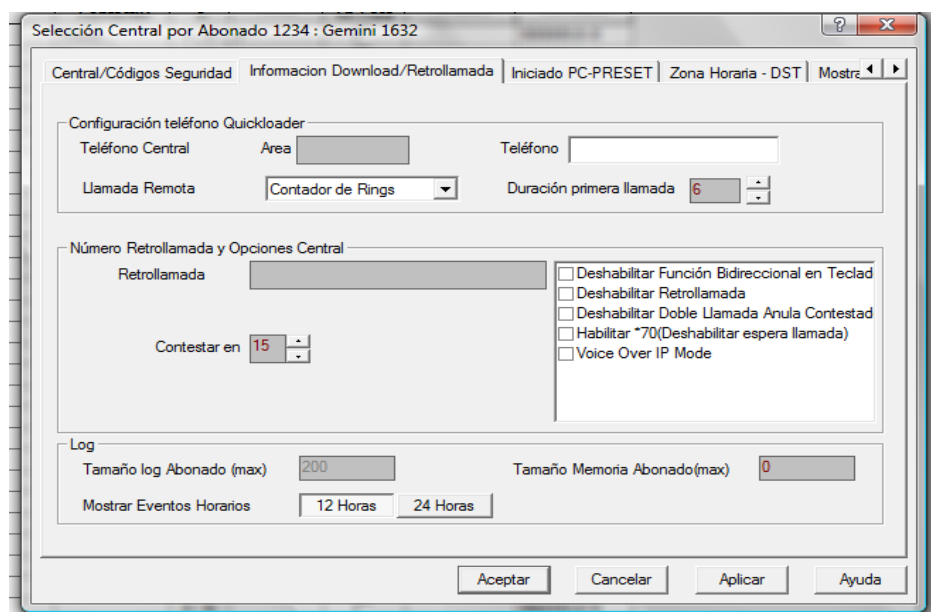 Selección Central por Abonado 1234 : Gemini 1632
Central/Códigos Seguridad Informacion Download/Retrollamada Iniciado PC-PRESET Zona Horaria - DST Mostra
Configuración teléfono Quickloader
Teléfono Central Area Teléfono
Llamada Remota Contador de Rings Duración primera llamada 6
Número Retrollamada y Opciones Central
Retrollamada
Deshabilitar Función Bidireccional en Teclad
Deshabilitar Retrollamada
Deshabilitar Doble Llamada Anula Contestad
Habilitar *70(Deshabilitar espera llamada)
Voice Over IP Mode
Contestar en 15
Log
Tamaño log Abonado (max) 200 Tamaño Memoria Abonado(max) 0
Mostrar Eventos Horarios 12 Horas 24 Horas
Aceptar Cancelar Aplicar Ayuda